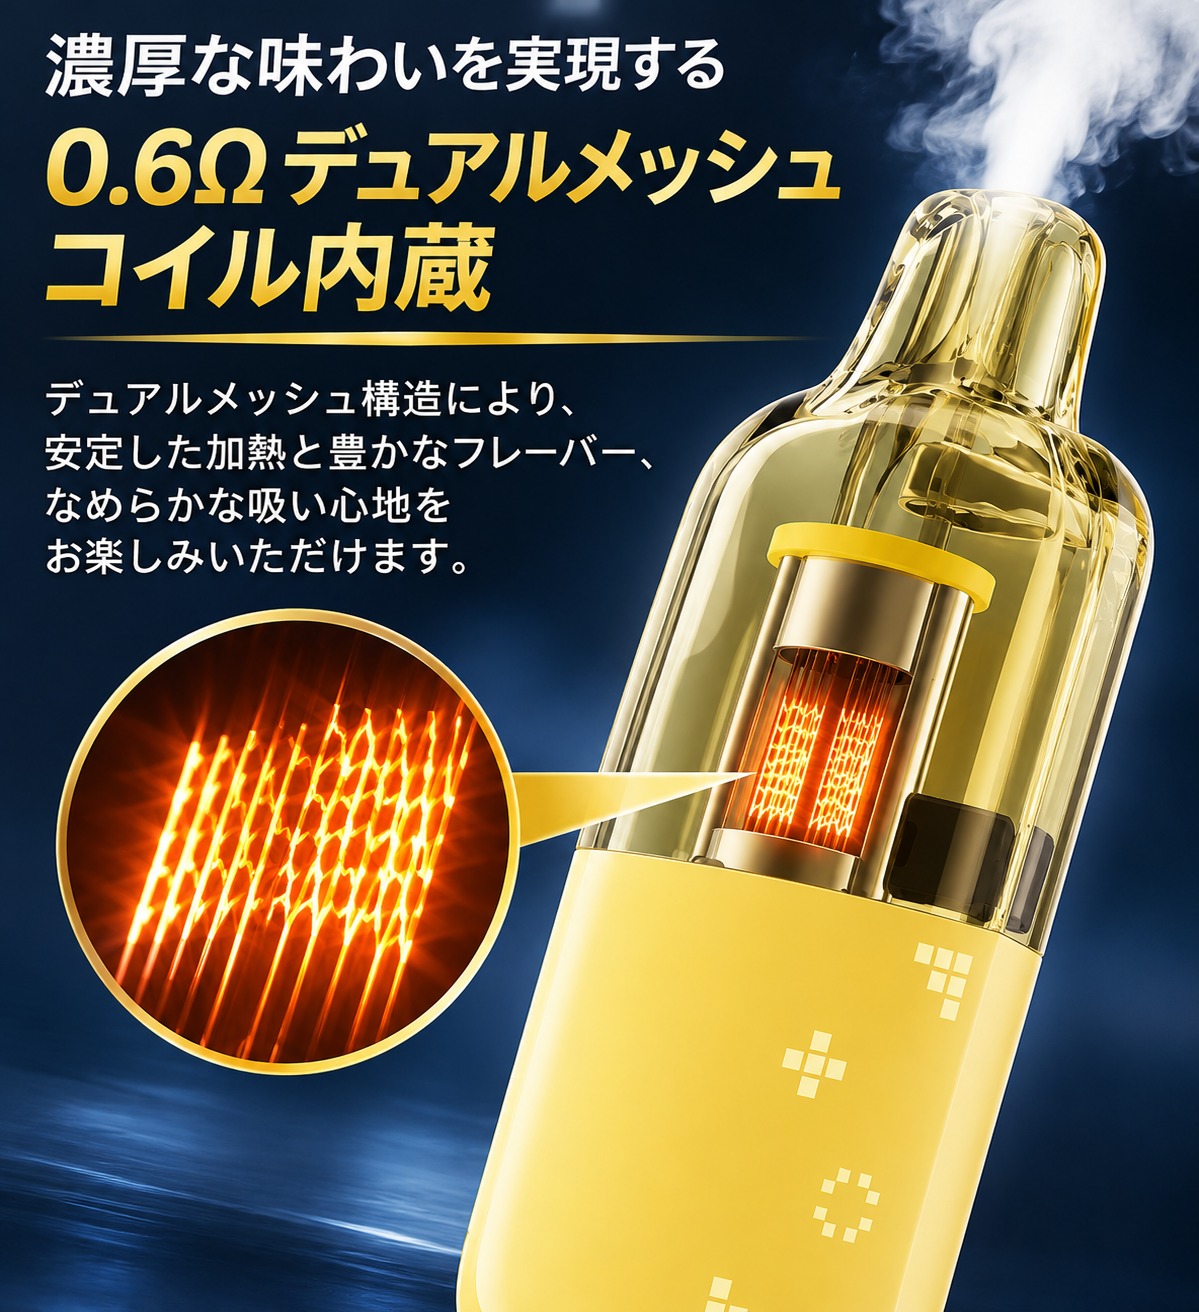 濃厚な味わいを実現する
0.6Ωデュアルメッシュ
コイル内蔵
デュアルメッシュ構造により、
安定した加熱と豊かなフレーバー、
なめらかな吸い心地を
お楽しみいただけます。